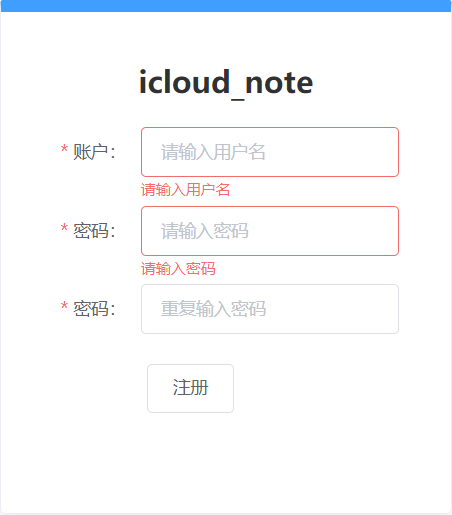 icloud_note
* 账户： 请输入用户名
请输入用户名
* 密码： 请输入密码
请输入密码
* 密码： 重复输入密码
注册